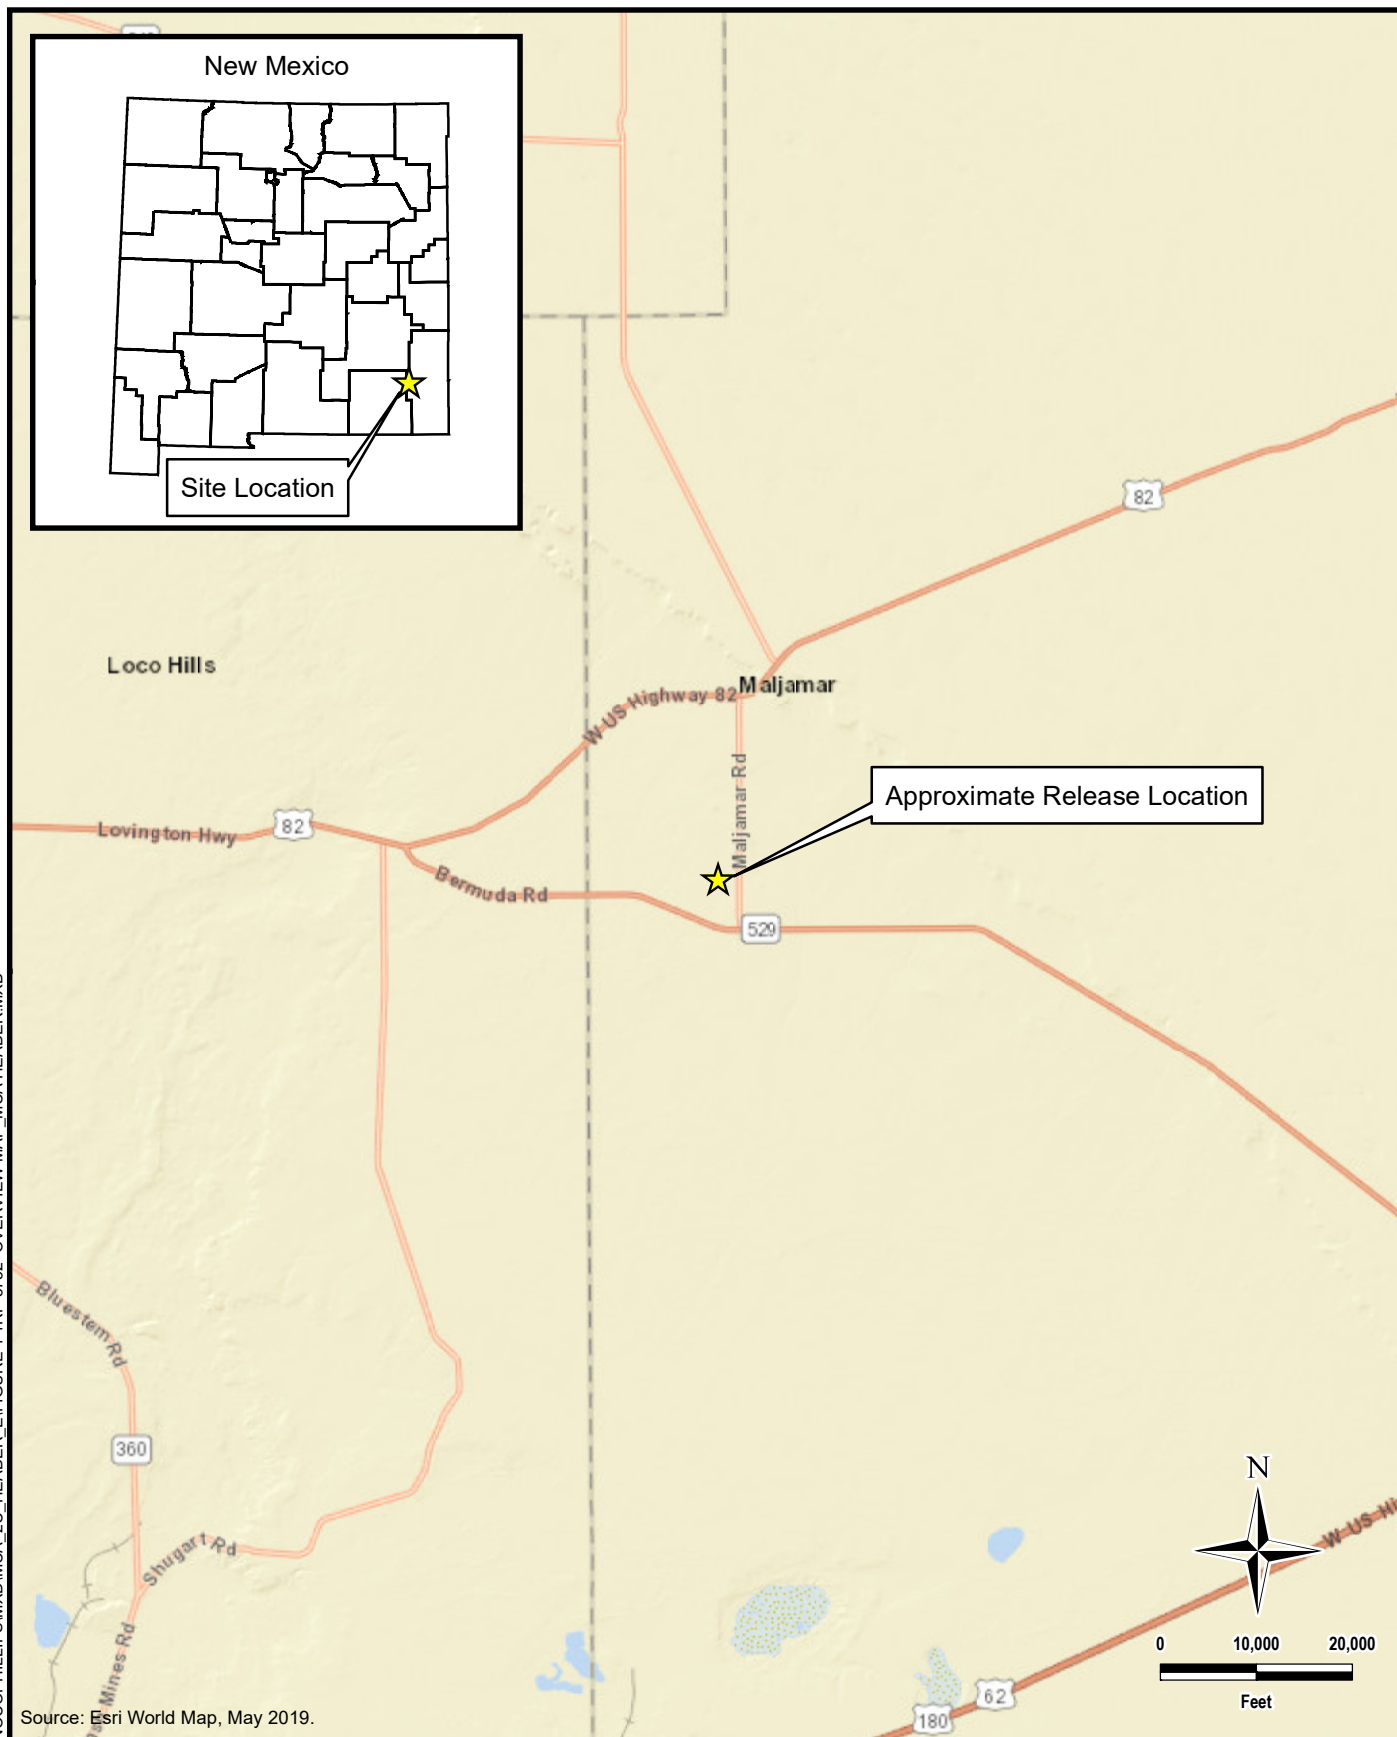 New Mexico
Site Location
82
Loco Hills
Maljamar
W US Highway 82
Maljamar Rd
Approximate Release Location
Lovington Hwy
82
Bermuda Rd
529
Bluestem Rd
360
Shugart Rd
Mines Rd
N
W US Hi
0 10,000 20,000
Feet
62
180
Source: Esri World Map, May 2019.